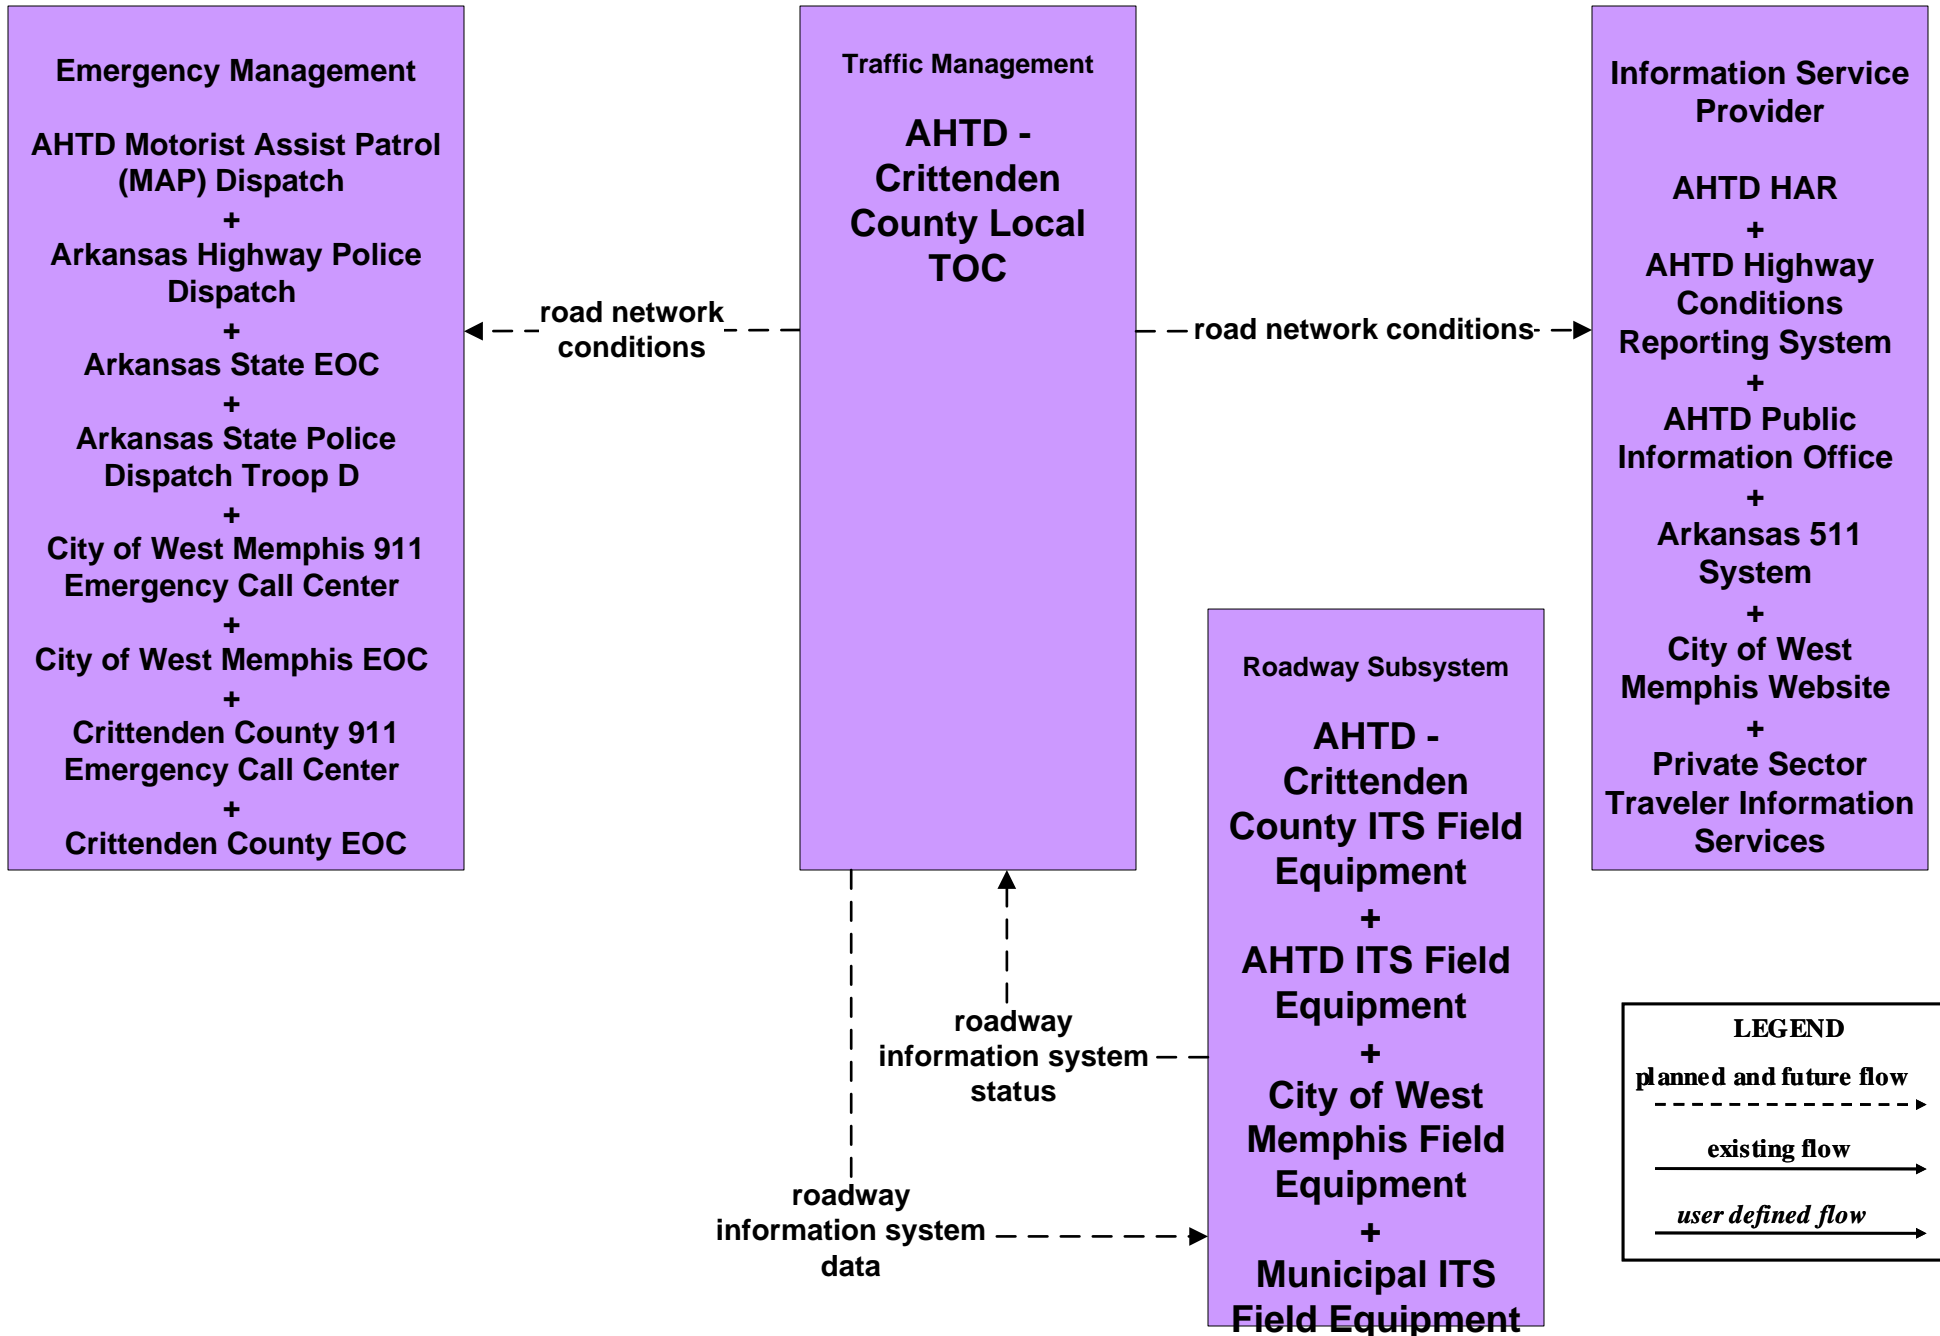 Emergency Management
AHTD Motorist Assist Patrol
(MAP) Dispatch
+
Arkansas Highway Police
Dispatch
+
Arkansas State EOC
+
Arkansas State Police
Dispatch Troop D
+
City of West Memphis 911
Emergency Call Center
+
City of West Memphis EOC
+
Crittenden County 911
Emergency Call Center
+
Crittenden County EOC
road network
conditions
Traffic Management
AHTD -
Crittenden
County Local
TOC
road network conditions
Information Service
Provider
AHTD HAR
+
AHTD Highway
Conditions
Reporting System
+
AHTD Public
Information Office
+
Arkansas 511
System
+
City of West
Memphis Website
+
Private Sector
Traveler Information
Services
roadway
information system
status
roadway
information system
data
Roadway Subsystem
AHTD -
Crittenden
County ITS Field
Equipment
+
AHTD ITS Field
Equipment
+
City of West
Memphis Field
Equipment
+
Municipal ITS
Field Equipment
LEGEND
planned and future flow
existing flow
user defined flow